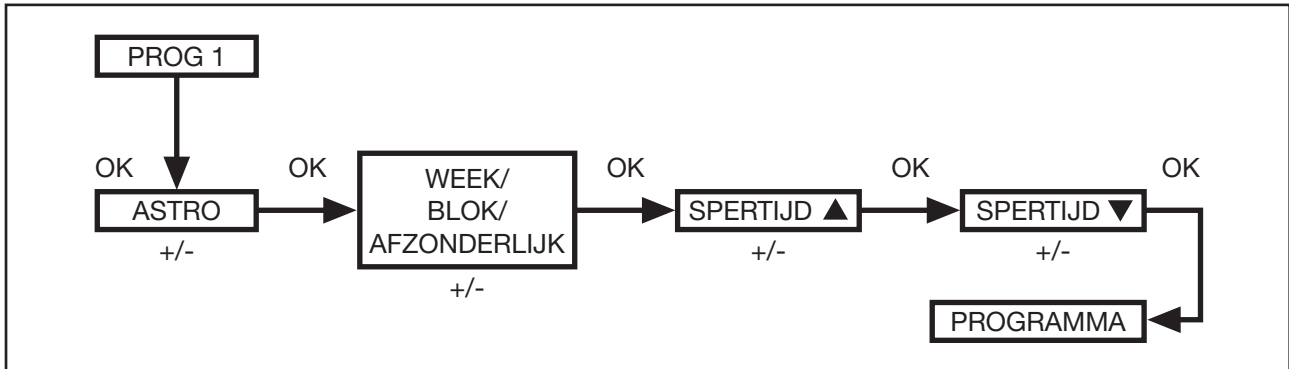 PROG 1
OK
OK
OK
OK
OK
ASTRO
+/-
WEEK/
BLOK/
AFZONDERLIJK
+/-
SPERTIJD ▲
+/-
SPERTIJD ▼
+/-
PROGRAMMA